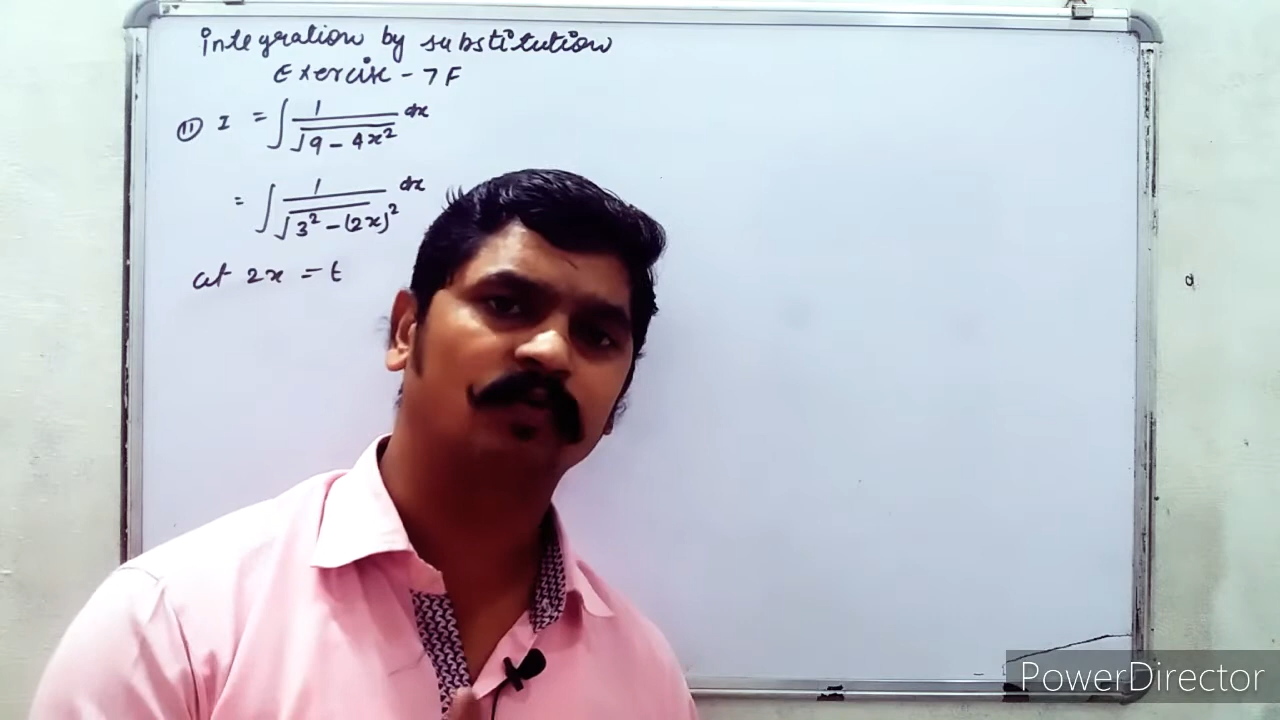 integration by substitution
Exercise - 7F
⑪ I = ∫ 1/√(9 - 4x²) dx
= ∫ 1/√(3² - (2x)²) dx
at 2x = t
PowerDirector